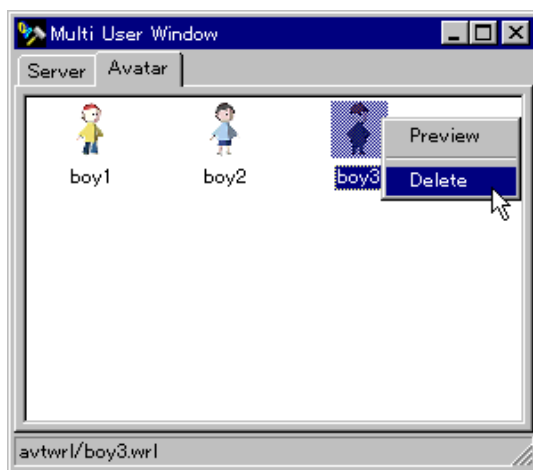 Multi User Window
Server Avatar
boy1 boy2 boy3
Preview
Delete
avtwrl/boy3.wrl